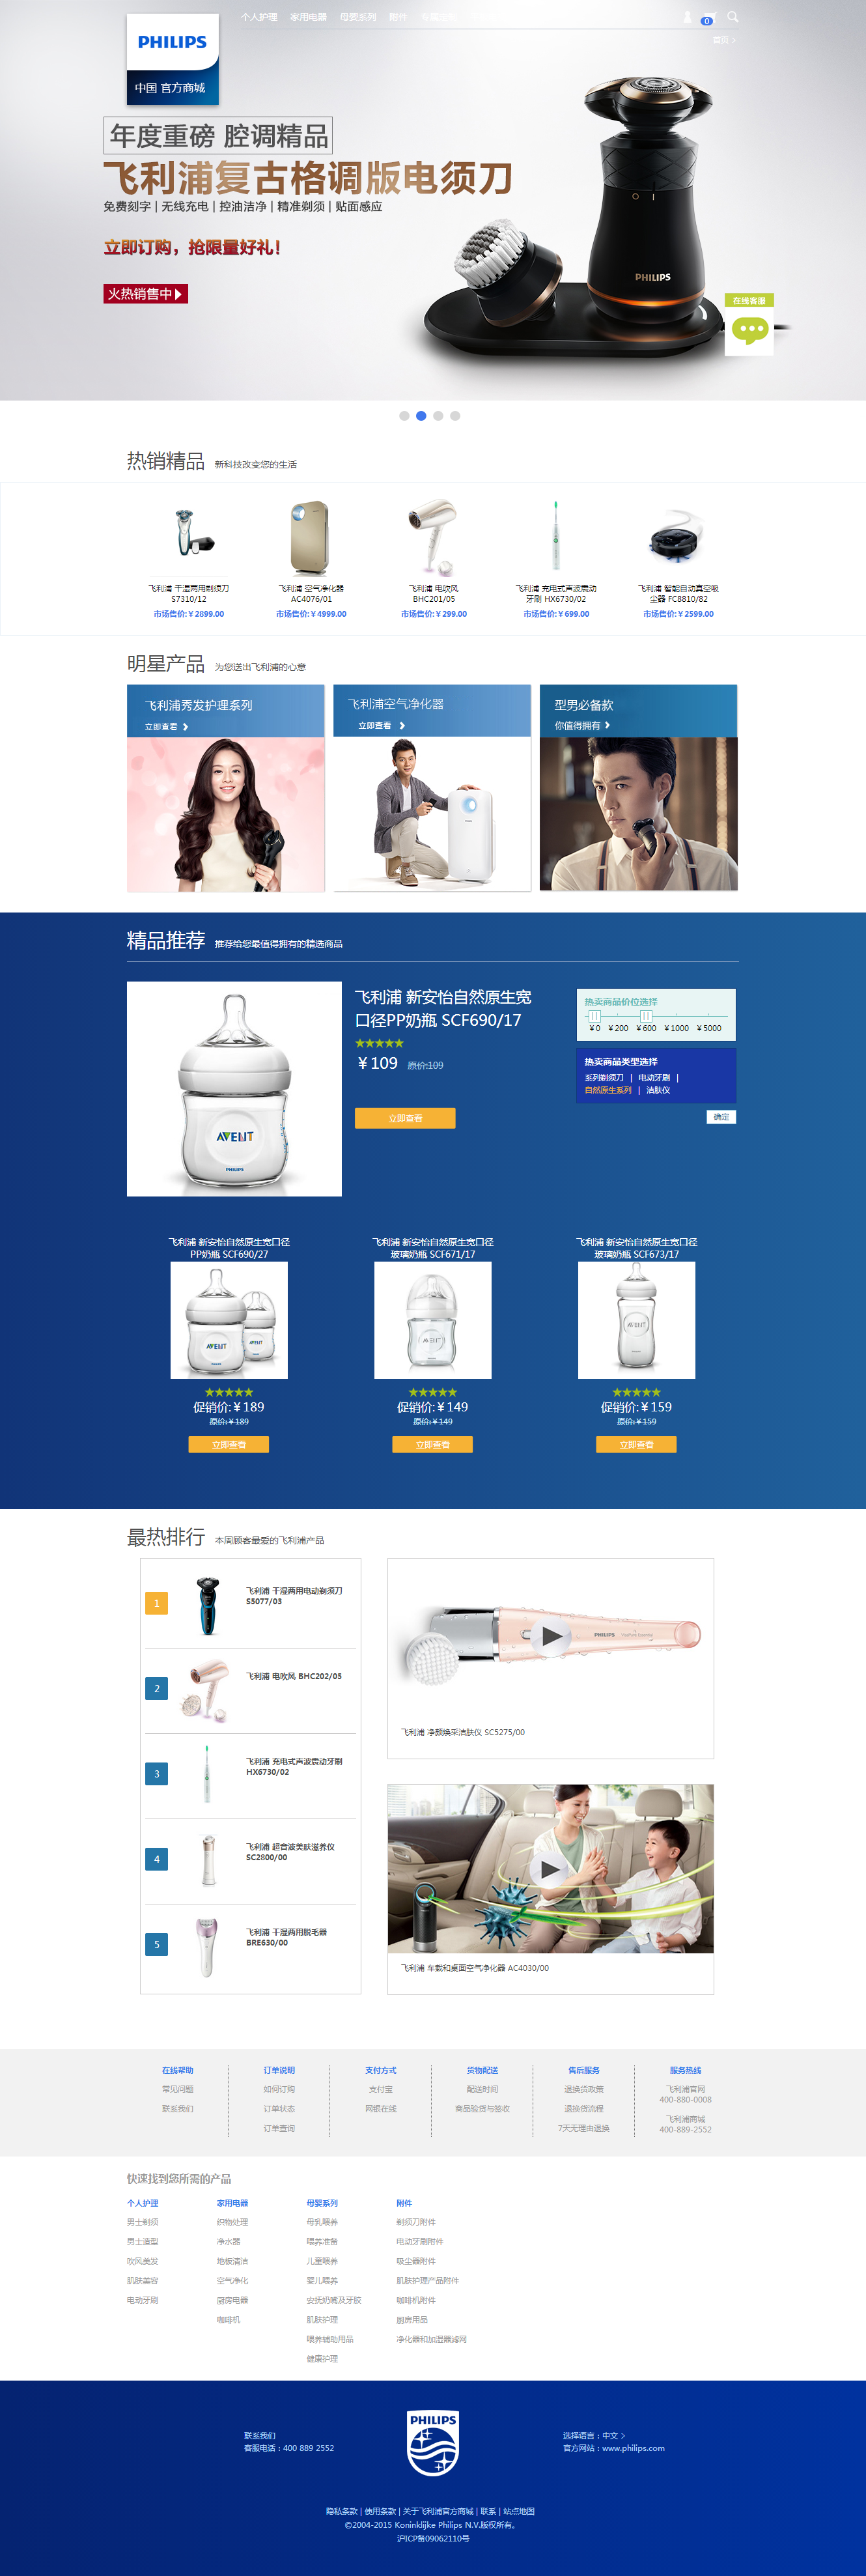 个人护理 家用电器 母婴系列 附件
0
首页 >
PHILIPS
中国 官方商城
年度重磅 腔调精品
飞利浦复古格调版电须刀
免费刻字 | 无线充电 | 控油洁净 | 精准剃须 | 贴面感应
立即订购，抢限量好礼！
火热销售中
PHILIPS
在线客服
热销精品 新科技改变您的生活
飞利浦 干湿两用剃须刀
S7310/12
市场售价:￥2899.00
飞利浦 空气净化器
AC4076/01
市场售价:￥4999.00
飞利浦 电吹风
BHC201/05
市场售价:￥299.00
飞利浦 充电式声波震动
牙刷 HX6730/02
市场售价:￥699.00
飞利浦 智能自动真空吸
尘器 FC8810/82
市场售价:￥2599.00
明星产品 为您送出飞利浦的心意
飞利浦秀发护理系列
立即查看
飞利浦空气净化器
立即查看
型男必备款
你值得拥有
精品推荐 推荐给您最值得拥有的精选商品
AVENT
PHILIPS
飞利浦 新安怡自然原生宽
口径PP奶瓶 SCF690/17
￥109 原价:109
立即查看
热卖商品价位选择
￥0 ￥200 ￥600 ￥1000 ￥5000
热卖商品类型选择
系列剃须刀 | 电动牙刷 |
自然原生系列 | 洁肤仪
确定
飞利浦 新安怡自然原生宽口径
PP奶瓶 SCF690/27
AVENT
促销价:￥189
原价:￥189
立即查看
飞利浦 新安怡自然原生宽口径
玻璃奶瓶 SCF671/17
AVENT
促销价:￥149
原价:￥149
立即查看
飞利浦 新安怡自然原生宽口径
玻璃奶瓶 SCF673/17
AVENT
促销价:￥159
原价:￥159
立即查看
最热排行 本周顾客最爱的飞利浦产品
1
飞利浦 干湿两用电动剃须刀
S5077/03
2
飞利浦 电吹风 BHC202/05
3
飞利浦 充电式声波震动牙刷
HX6730/02
4
飞利浦 超音波美肤滋养仪
SC2800/00
5
飞利浦 干湿两用脱毛器
BRE630/00
PHILIPS
飞利浦 净颜焕采洁肤仪 SC5275/00
飞利浦 车载和桌面空气净化器 AC4030/00
在线帮助
常见问题
联系我们
订单说明
如何订购
订单状态
订单查询
支付方式
支付宝
网银在线
货物配送
配送时间
商品验货与签收
售后服务
退换货政策
退换货流程
7天无理由退换
服务热线
飞利浦官网
400-880-0008
飞利浦商城
400-889-2552
快速找到您所需的产品
个人护理
男士剃须
男士造型
吹风美发
肌肤美容
电动牙刷
家用电器
织物处理
净水器
地板清洁
空气净化
厨房电器
咖啡机
母婴系列
母乳喂养
喂养准备
儿童喂养
婴儿喂养
安抚奶嘴及牙胶
肌肤护理
喂养辅助用品
健康护理
附件
剃须刀附件
电动牙刷附件
吸尘器附件
肌肤护理产品附件
咖啡机附件
厨房用品
净化器和加湿器滤网
联系我们
客服电话：400 889 2552
PHILIPS
选择语言：中文 >
官方网站：www.philips.com
隐私条款 | 使用条款 | 关于飞利浦官方商城 | 联系 | 站点地图
©2004-2015 Koninklijke Philips N.V.版权所有。
沪ICP备09062110号